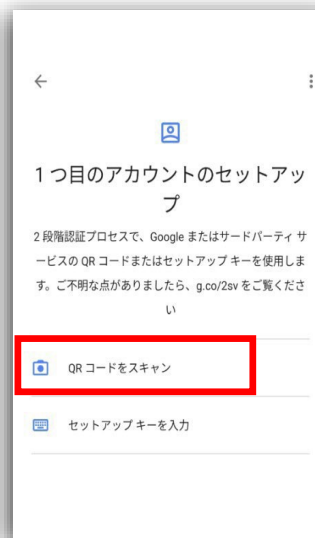 1 つ目のアカウントのセットアッ
プ
2 段階認証プロセスで、Google またはサードパーティ サ
ービスの QR コードまたはセットアップ キーを使用しま
す。ご不明な点がありましたら、g.co/2sv をご覧くださ
い
QR コードをスキャン
セットアップ キーを入力